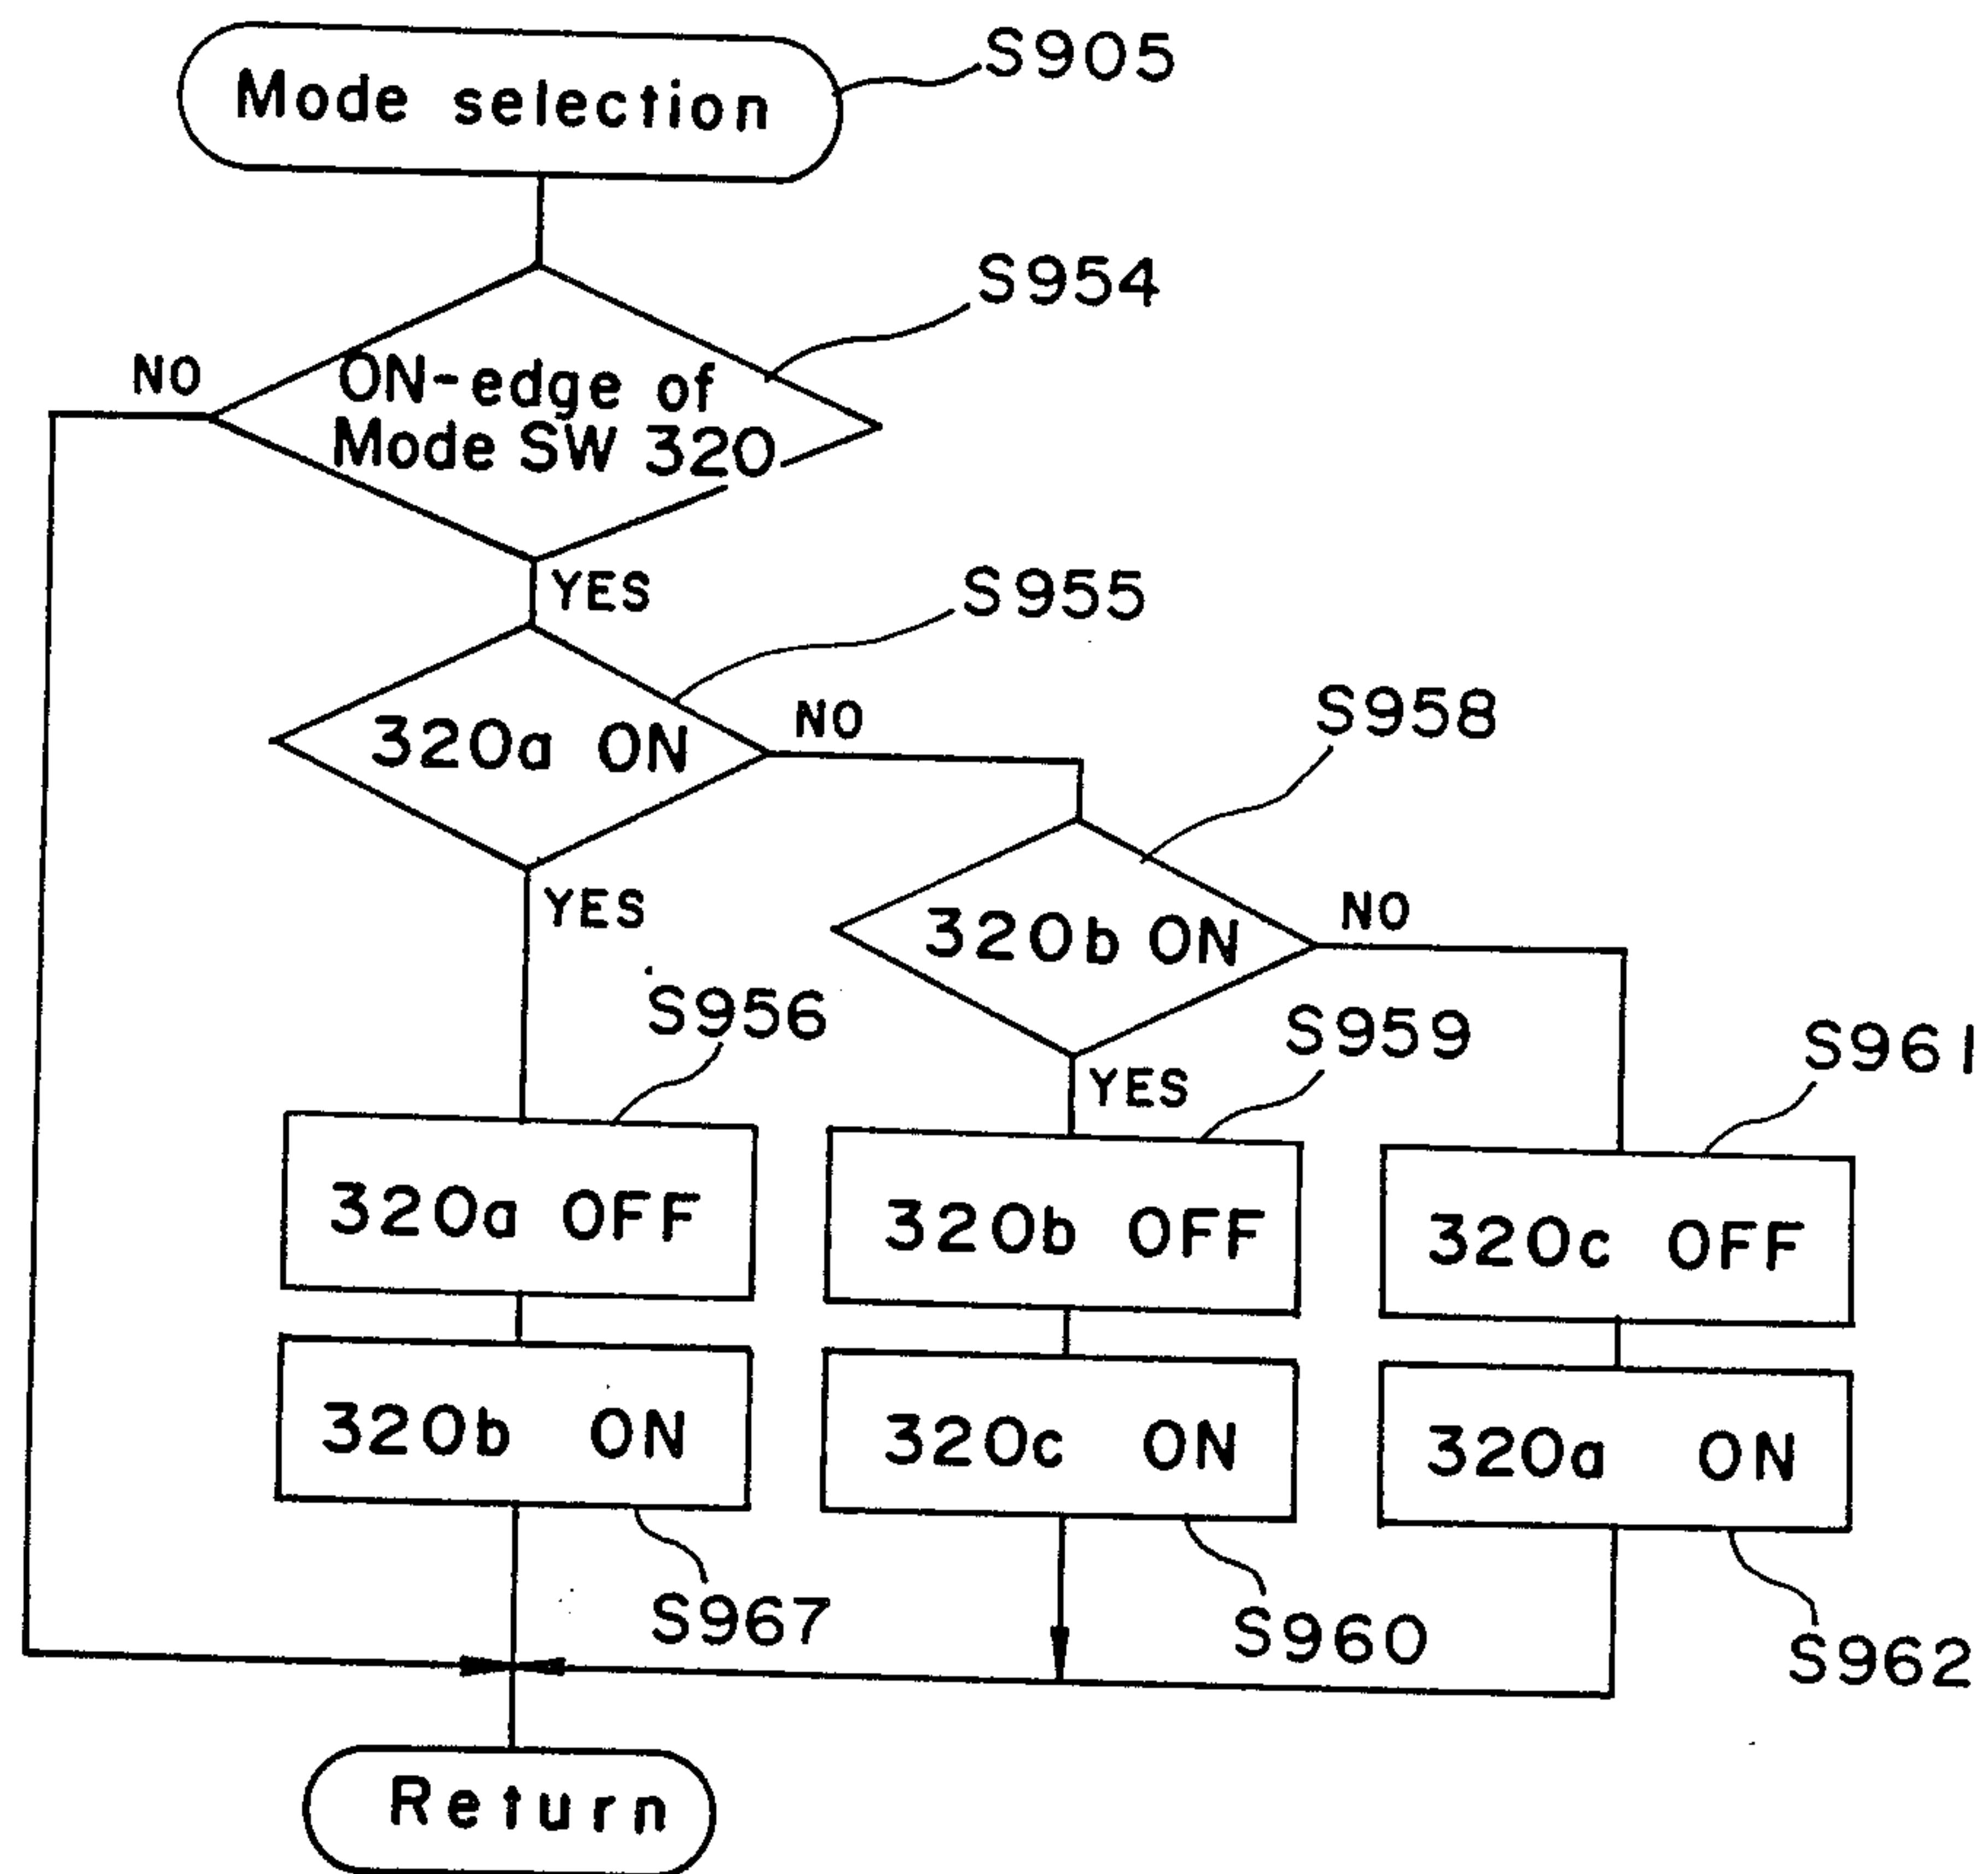 Mode selection
S905
S954
NO
ON-edge of
Mode SW 320
YES
S955
320a ON
NO
S958
YES
320b ON
NO
S956
S959
S961
YES
320a OFF
320b OFF
320c OFF
320b ON
320c ON
320a ON
S967
S960
S962
Return